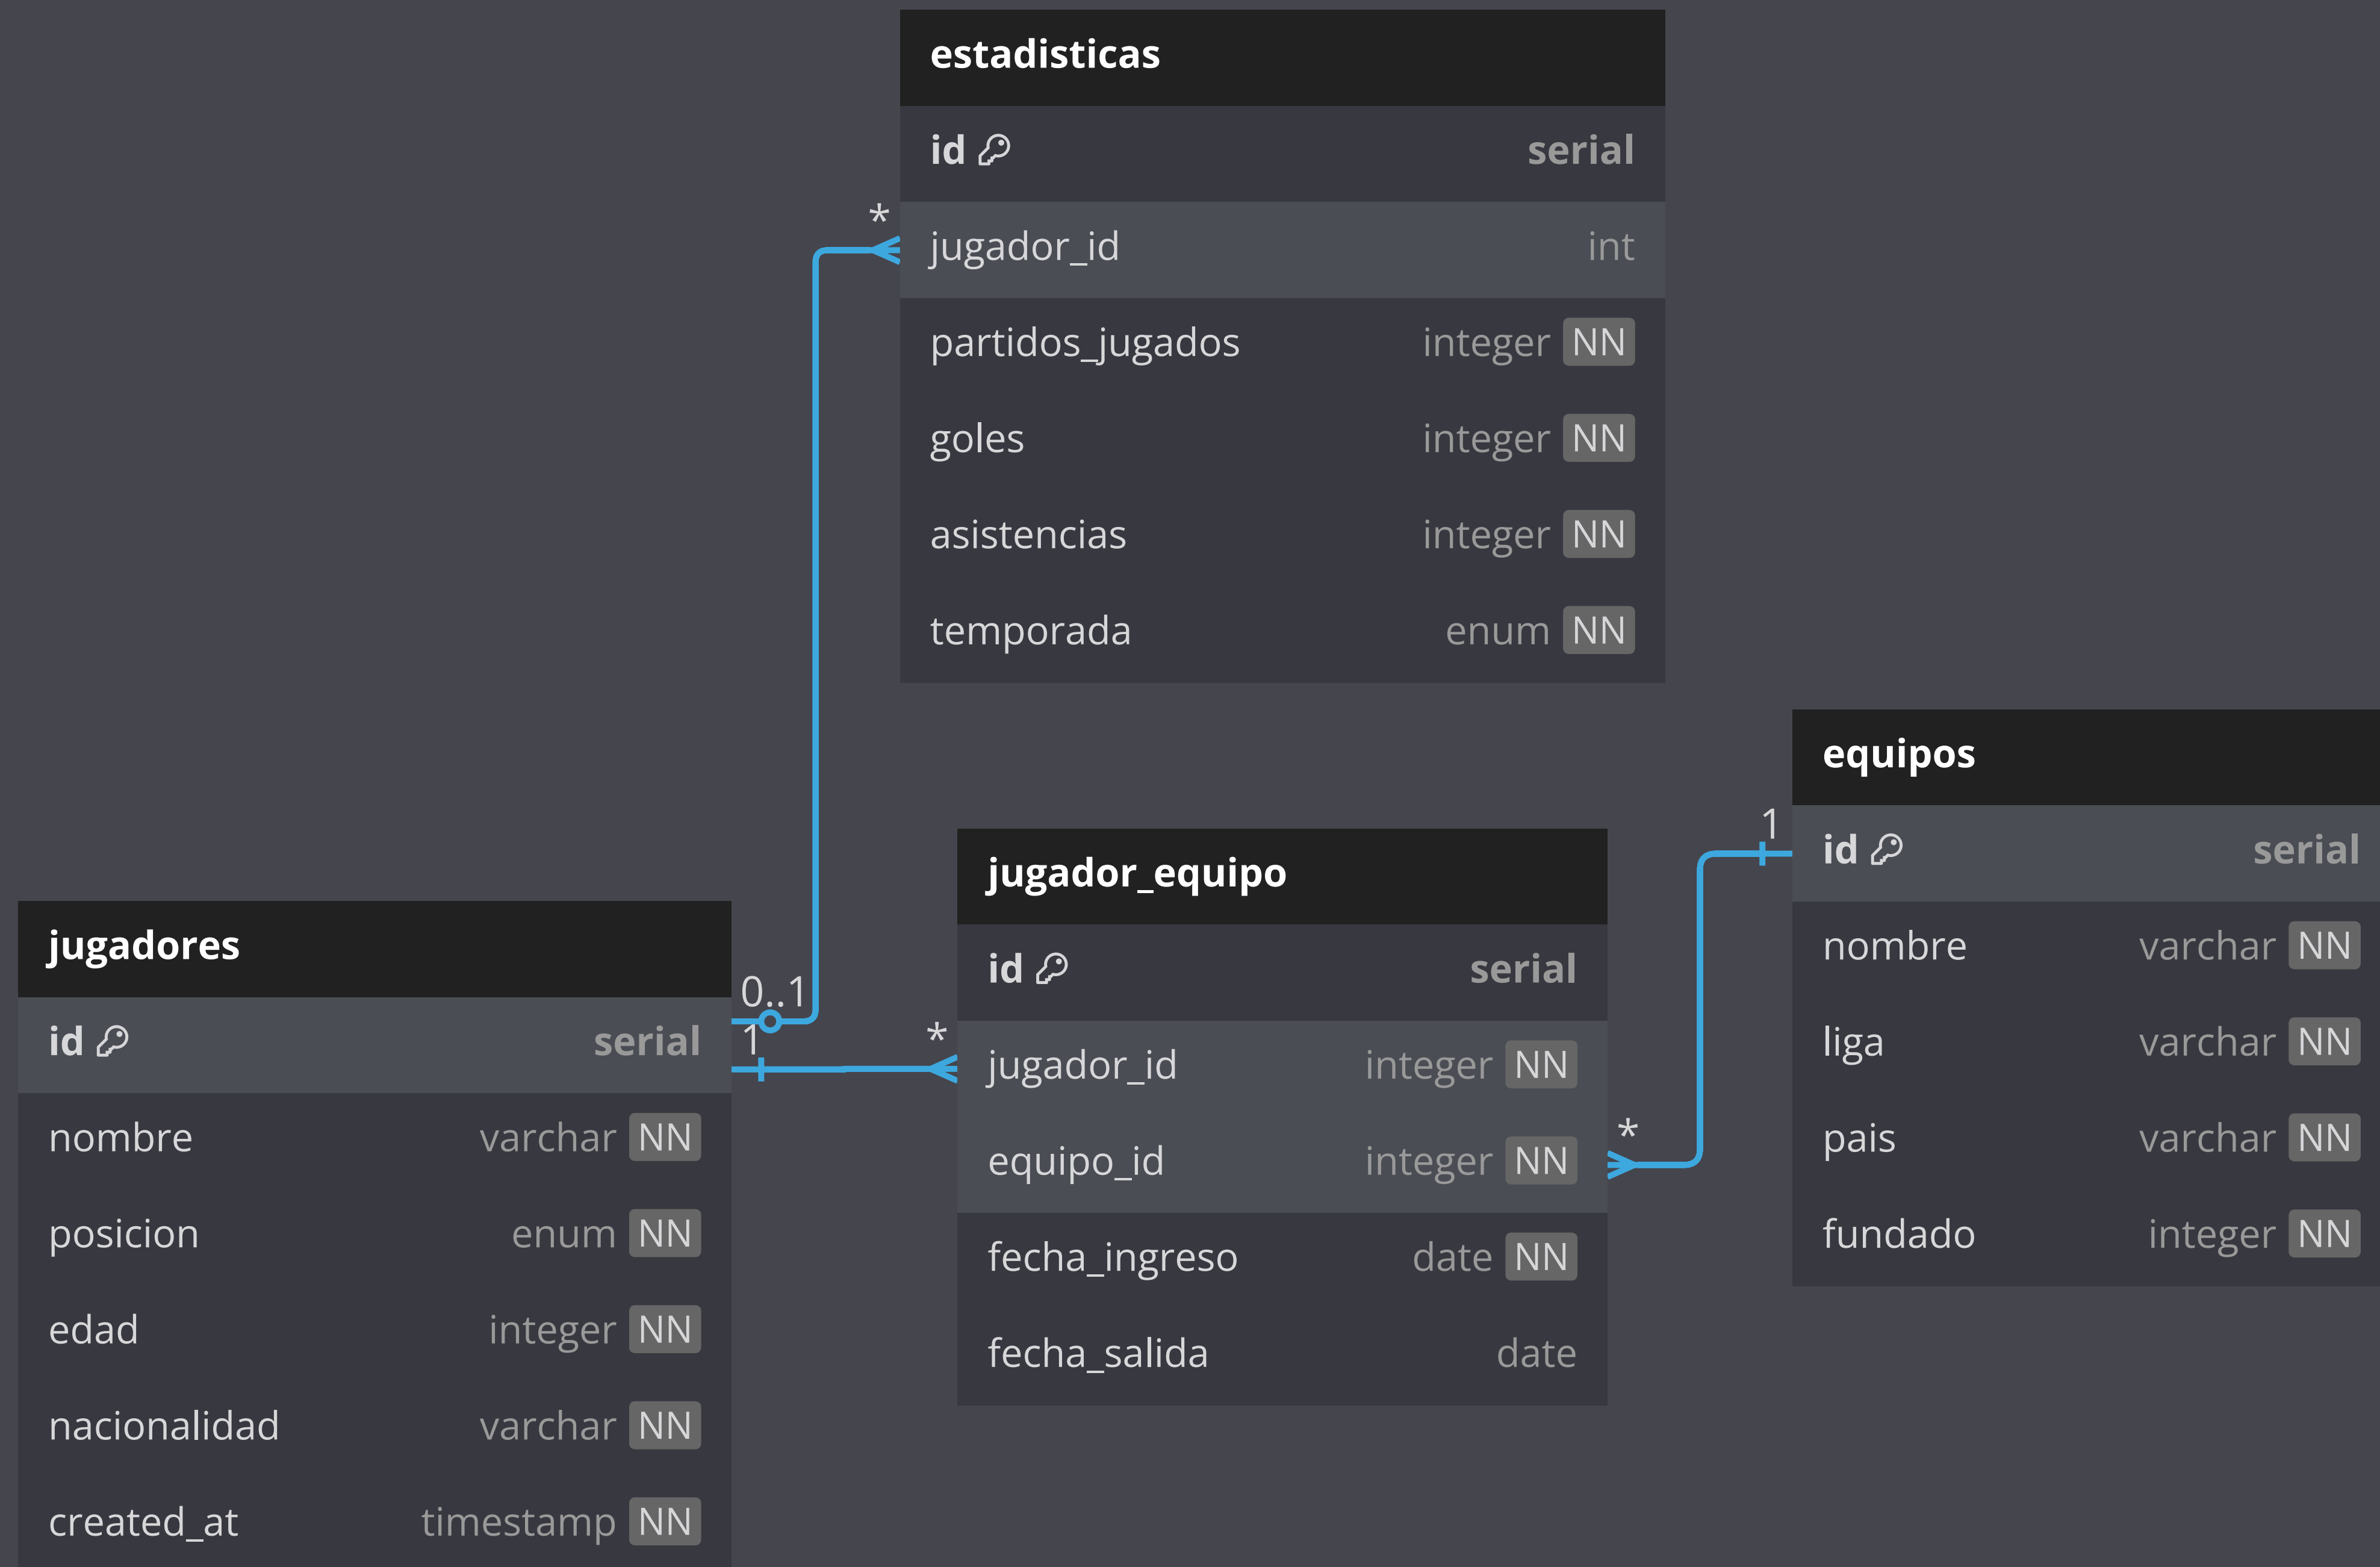 estadisticas
id serial
* jugador_id int
partidos_jugados integer NN
goles integer NN
asistencias integer NN
temporada enum NN
jugadores
0..1
id serial
1
nombre varchar NN
posicion enum NN
edad integer NN
nacionalidad varchar NN
created_at timestamp NN
jugador_equipo
id serial
*
jugador_id integer NN
equipo_id integer NN
*
fecha_ingreso date NN
fecha_salida date
equipos
1
id serial
nombre varchar NN
liga varchar NN
pais varchar NN
fundado integer NN